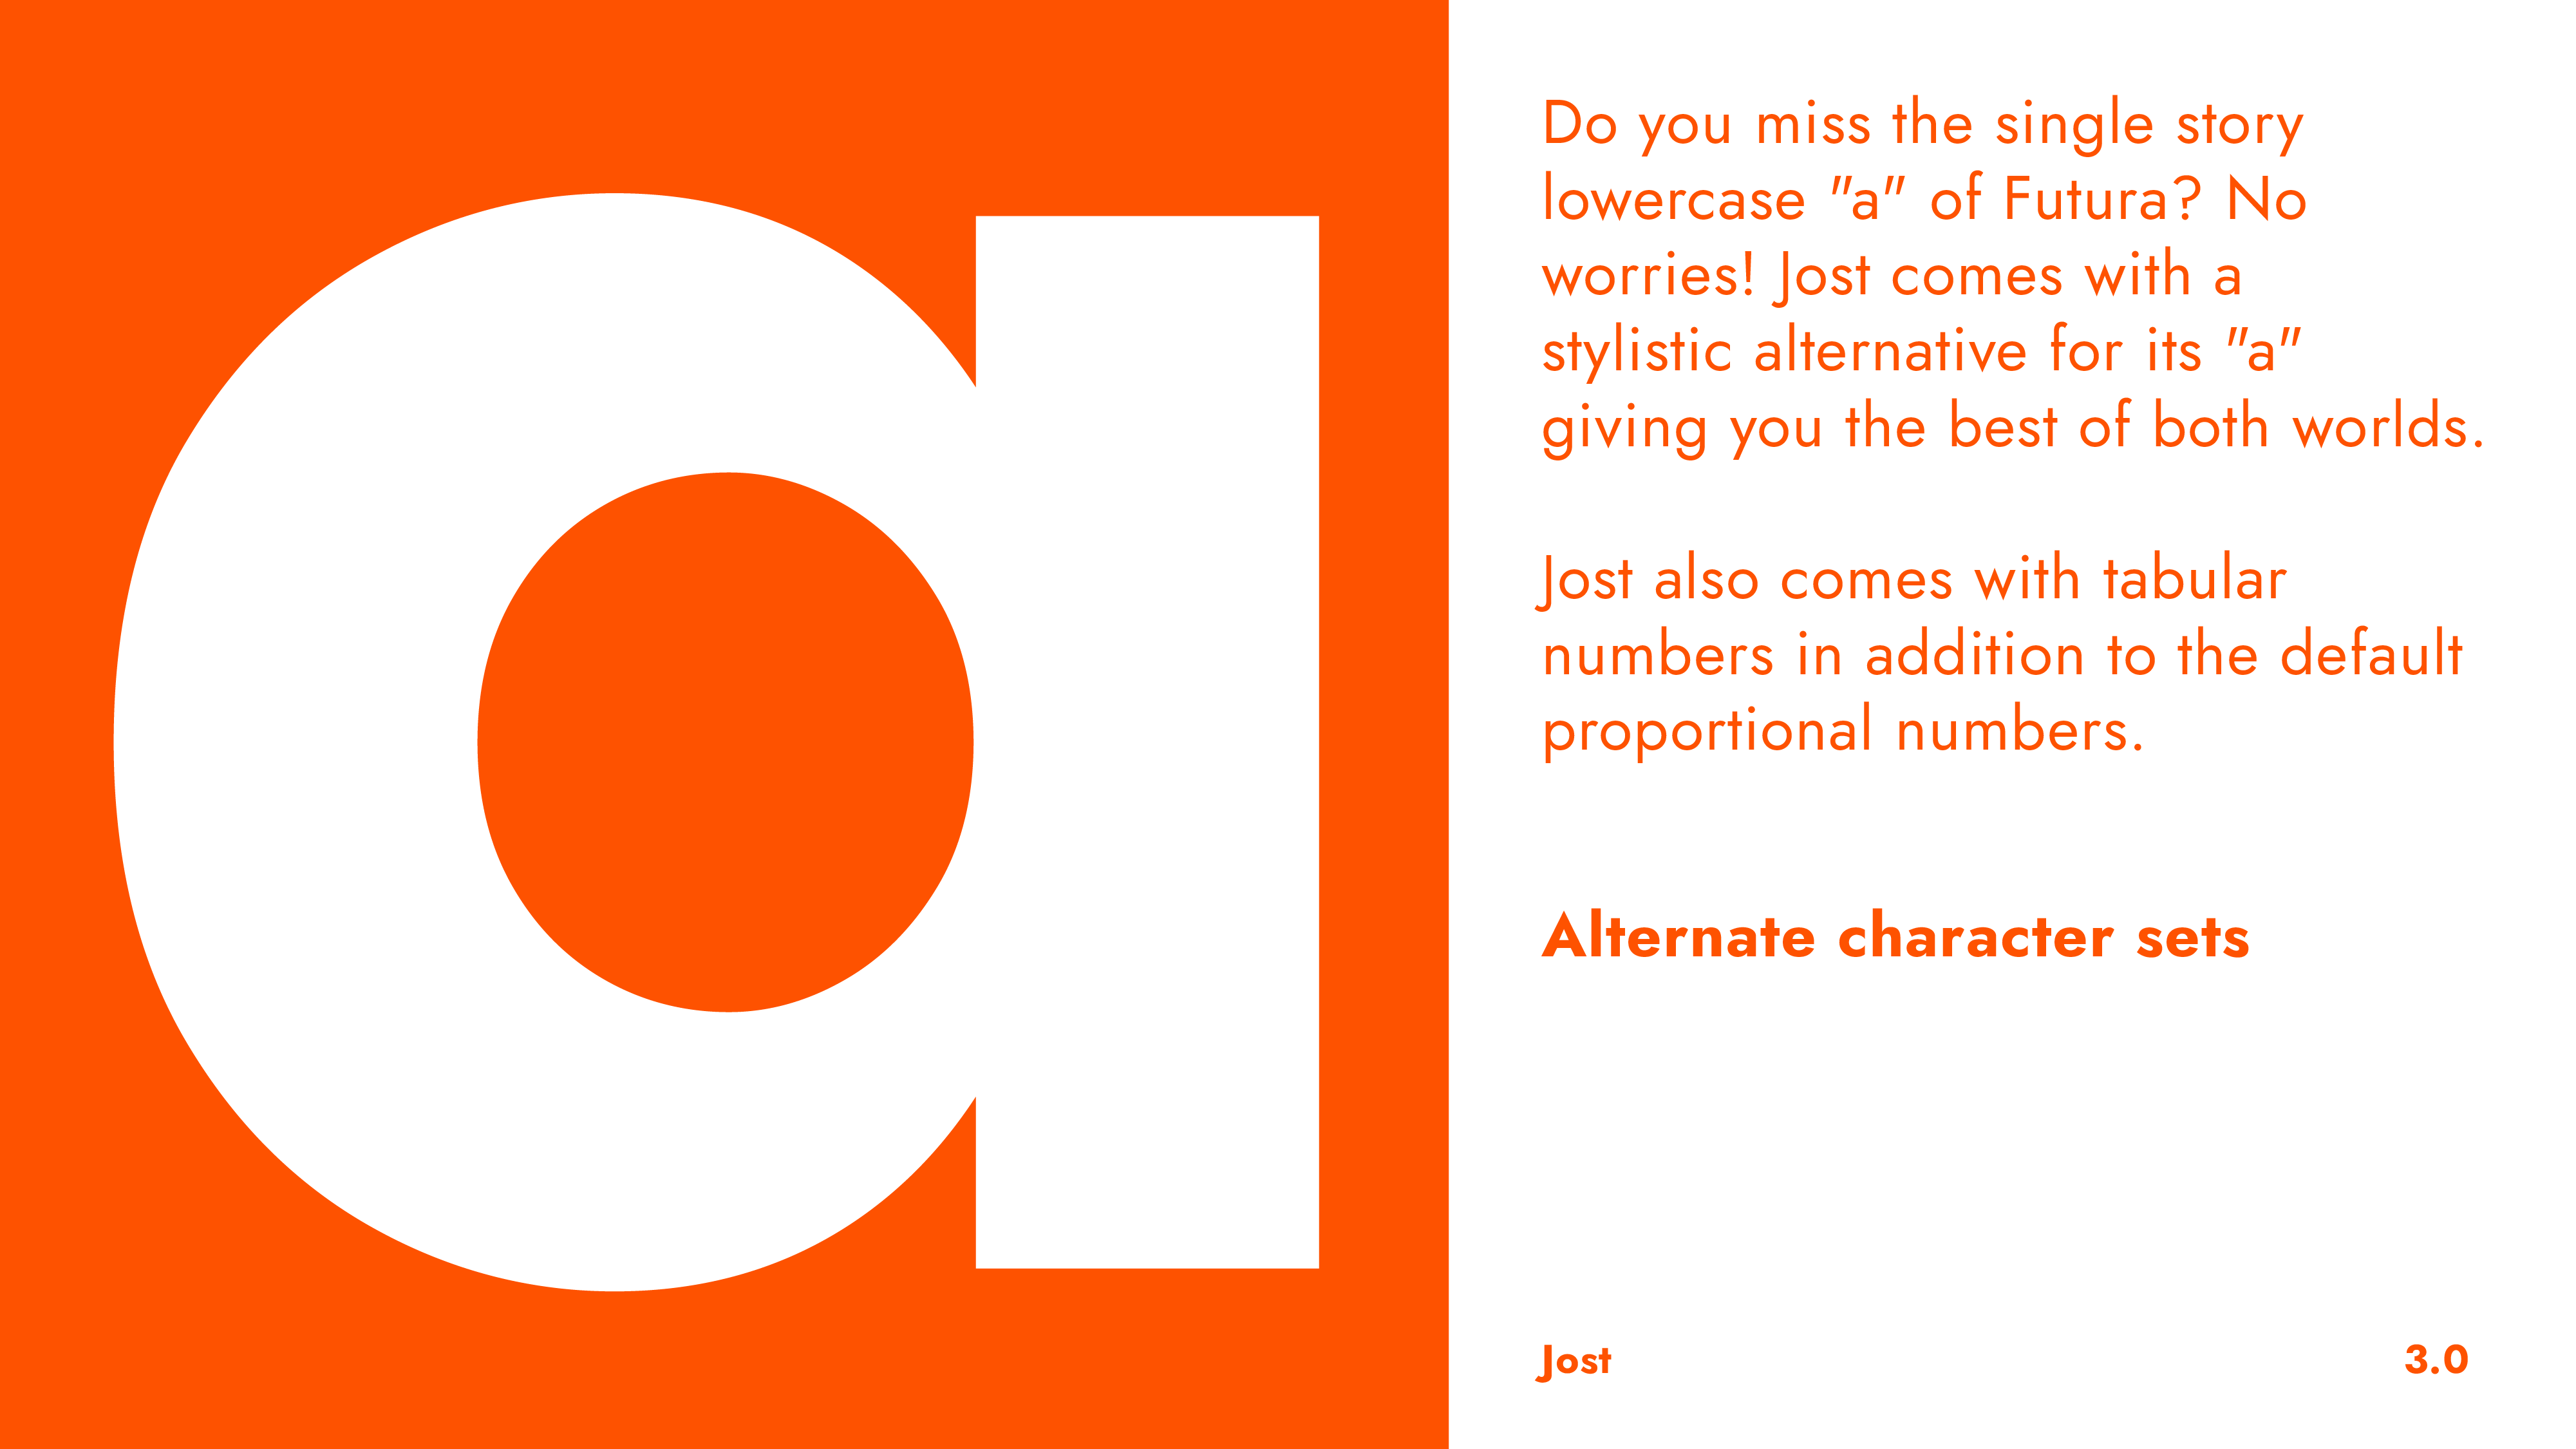 a
Do you miss the single story
lowercase "a" of Futura? No
worries! Jost comes with a
stylistic alternative for its "a"
giving you the best of both worlds.
Jost also comes with tabular
numbers in addition to the default
proportional numbers.
Alternate character sets
Jost
3.0